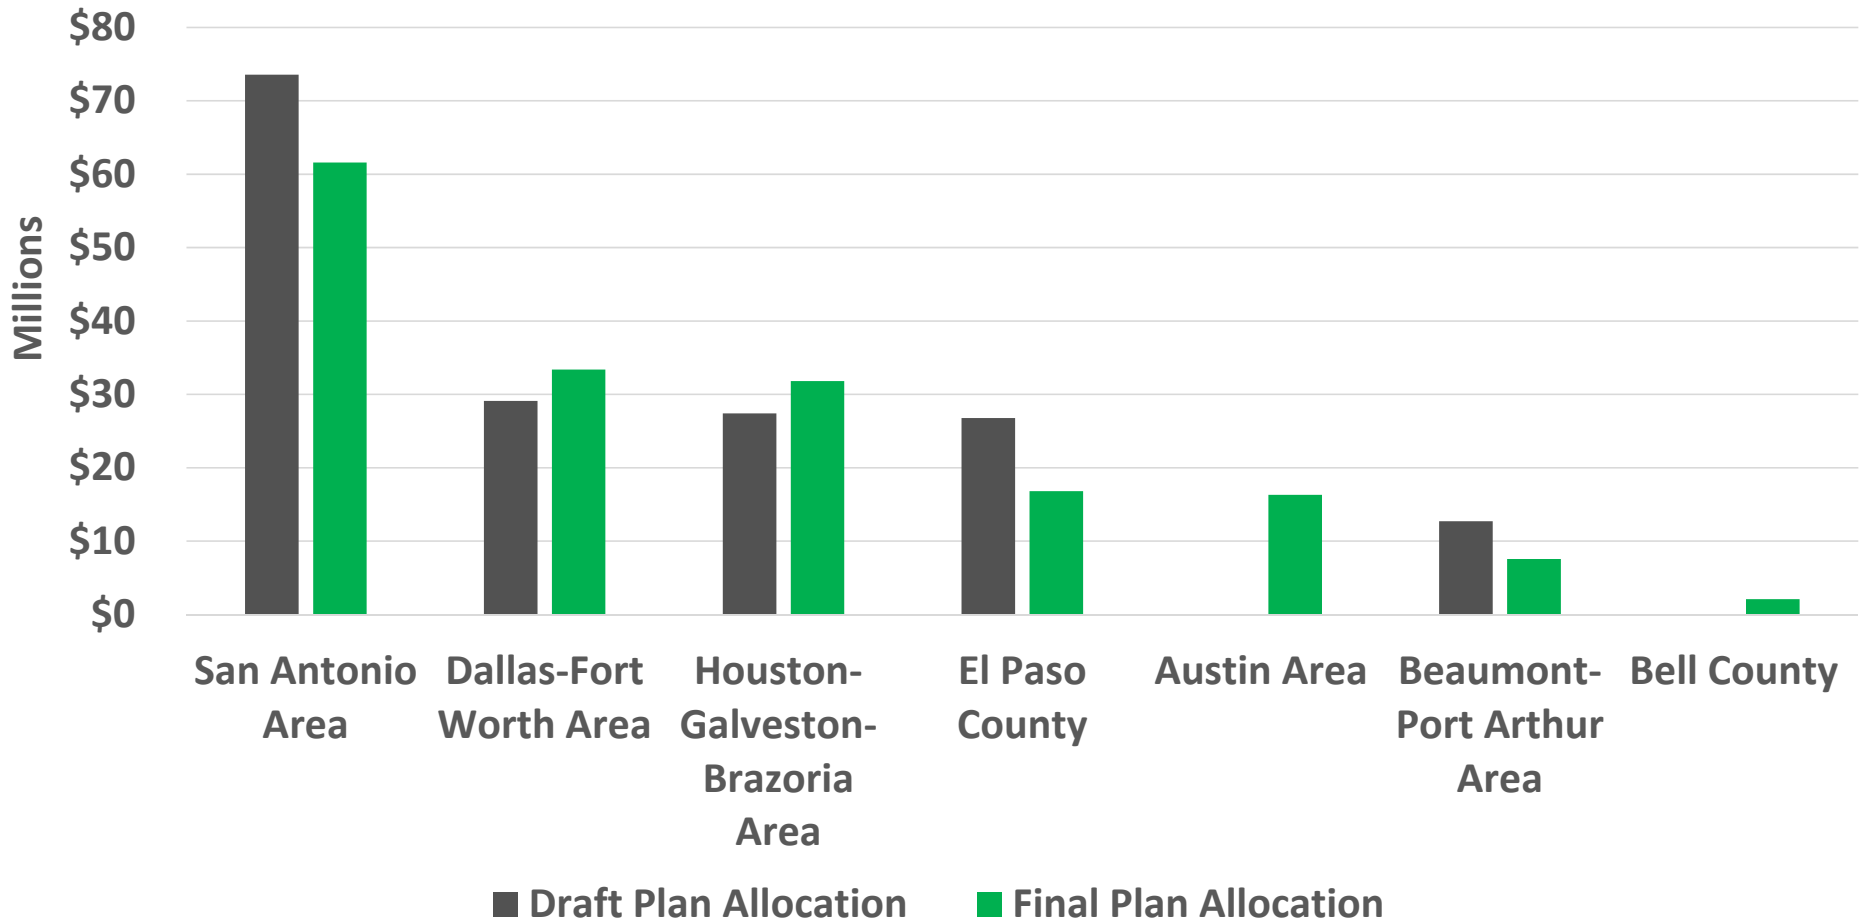 $80
$70
$60
$50
$40
$30
$20
$10
$0
Millions
San Antonio
Area
Dallas-Fort
Worth Area
Houston-
Galveston-
Brazoria
Area
El Paso
County
Austin Area
Beaumont-
Port Arthur
Area
Bell County
Draft Plan Allocation
Final Plan Allocation